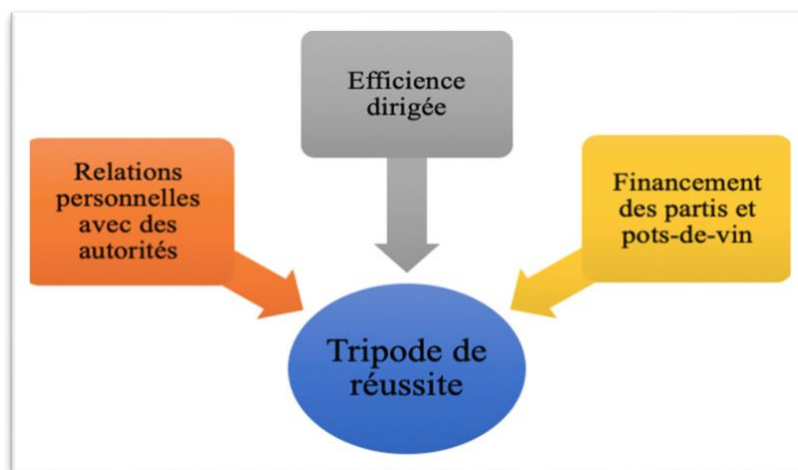 Efficience
dirigée
Relations
personnelles
avec des
autorités
Financement
des partis et
pots-de-vin
Tripode de
réussite